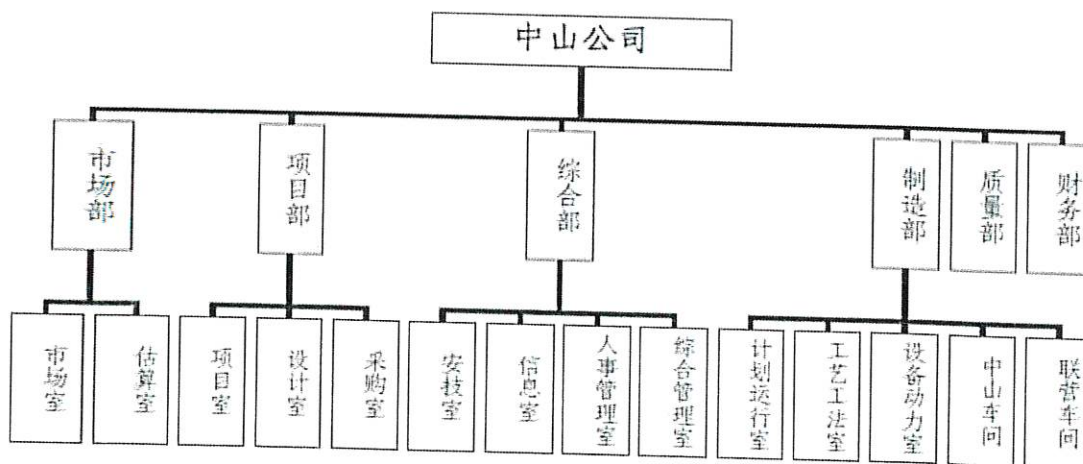 中山公司
市场部
项目部
综合部
制造部
质量部
财务部
市场室
估算室
项目室
设计室
采购室
安技室
信息室
人事管理室
综合管理室
计划运行室
工艺工法室
设备动力室
中山车间
联营车间